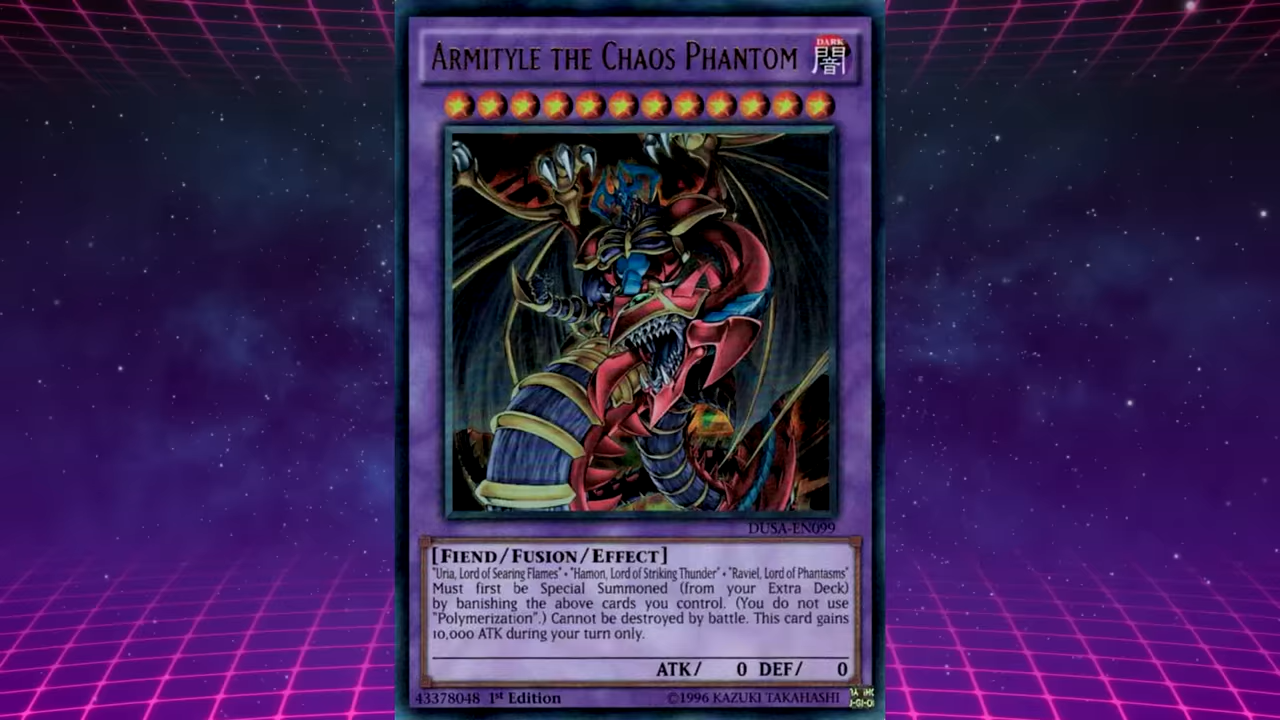 Armityle the Chaos Phantom
DARK
闇
DUSA-EN099
[Fiend/Fusion/Effect]
"Uria, Lord of Searing Flames" + "Hamon, Lord of Striking Thunder" + "Raviel, Lord of Phantasms"
Must first be Special Summoned (from your Extra Deck)
by banishing the above cards you control. (You do not use
"Polymerization".) Cannot be destroyed by battle. This card gains
10,000 ATK during your turn only.
ATK/ 0 DEF/ 0
43378048 1st Edition ©1996 KAZUKI TAKAHASHI